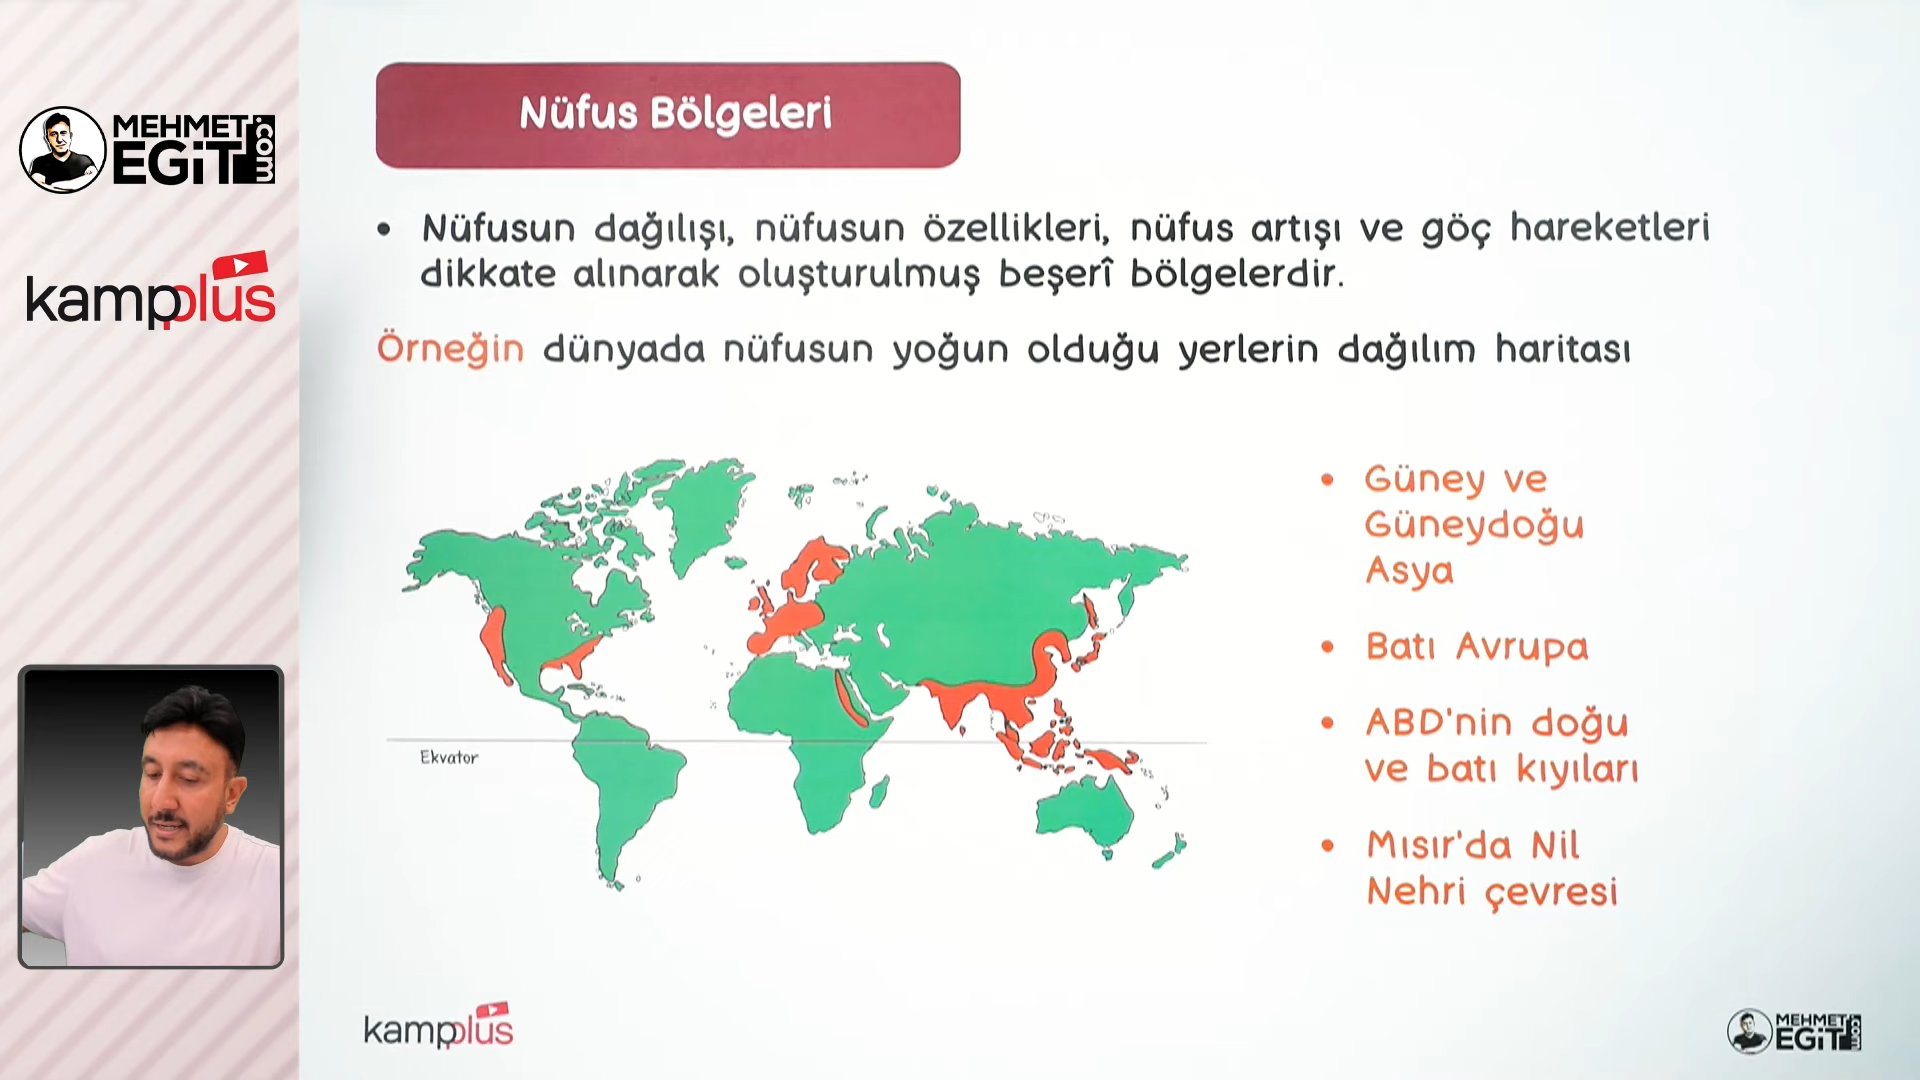 MEHMET
EGiT
.com
kampplus
Nüfus Bölgeleri
• Nüfusun dağılışı, nüfusun özellikleri, nüfus artışı ve göç hareketleri
dikkate alınarak oluşturulmuş beşerî bölgelerdir.
Örneğin dünyada nüfusun yoğun olduğu yerlerin dağılım haritası
Ekvator
• Güney ve
Güneydoğu
Asya
• Batı Avrupa
• ABD'nin doğu
ve batı kıyıları
• Mısır'da Nil
Nehri çevresi
kampplus
MEHMET
EGiT
.com